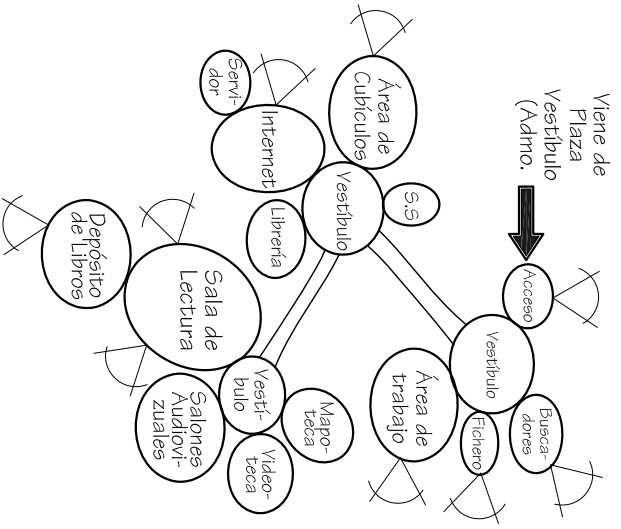 Viene de
Plaza
Vestíbulo
(Admo.
Acceso
Vestíbulo
Busca-
dores
Fichero
Área de
trabajo
S.S
Área de
Cubículos
Vestíbulo
Internet
Servi-
dor
Librería
Vestí-
bulo
Mapo-
teca
Video-
teca
Salones
Audiovi-
zuales
Sala de
Lectura
Depósito
de Libros